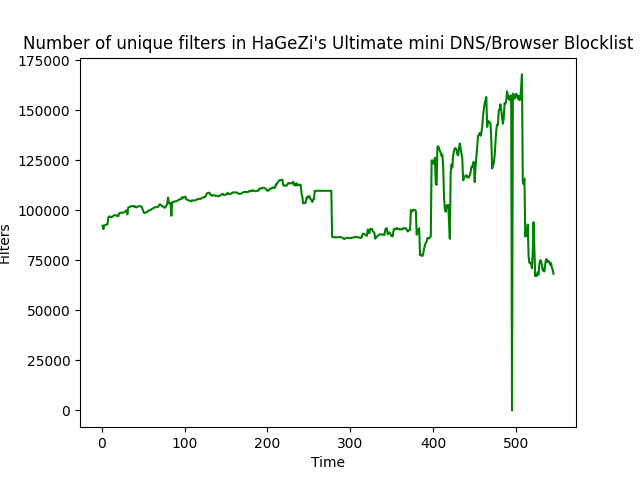 Number of unique filters in HaGeZi's Ultimate mini DNS/Browser Blocklist
175000
150000
125000
100000
75000
50000
25000
0
Filters
0 100 200 300 400 500
Time